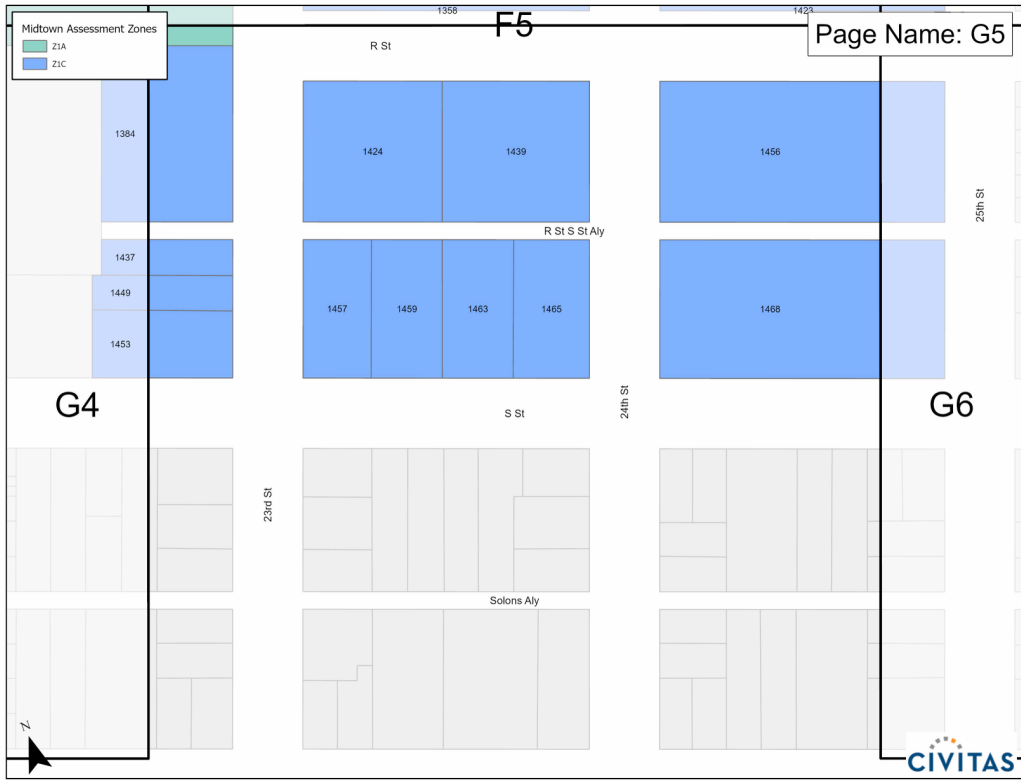 1358
1423
F5
Midtown Assessment Zones
Z1A
Z1C
Page Name: G5
R St
1384
1424
1439
1456
25th St
R St S St Aly
1437
1449
1453
1457
1459
1463
1465
1468
G4
S St
24th St
G6
23rd St
Solons Aly
N
CIVITAS